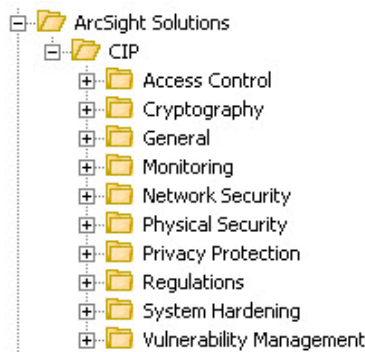 ArcSight Solutions
CIP
Access Control
Cryptography
General
Monitoring
Network Security
Physical Security
Privacy Protection
Regulations
System Hardening
Vulnerability Management